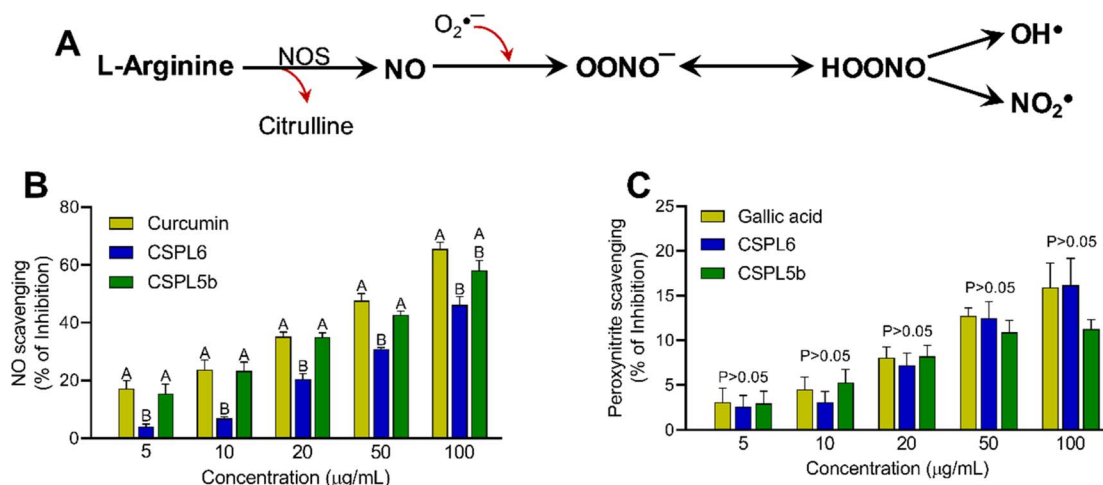 A
O₂•–
L-Arginine
NOS
NO
OONO–
HOONO
OH•
NO₂•
Citrulline
B
NO scavenging
(% of Inhibition)
80
60
40
20
0
Curcumin
CSPL6
CSPL5b
A
B
A
A
B
A
A
B
A
A
B
A
A
B
A
B
5 10 20 50 100
Concentration (µg/mL)
C
Peroxynitrite scavenging
(% of Inhibition)
25
20
15
10
5
0
Gallic acid
CSPL6
CSPL5b
P>0.05
P>0.05
P>0.05
P>0.05
P>0.05
5 10 20 50 100
Concentration (µg/mL)